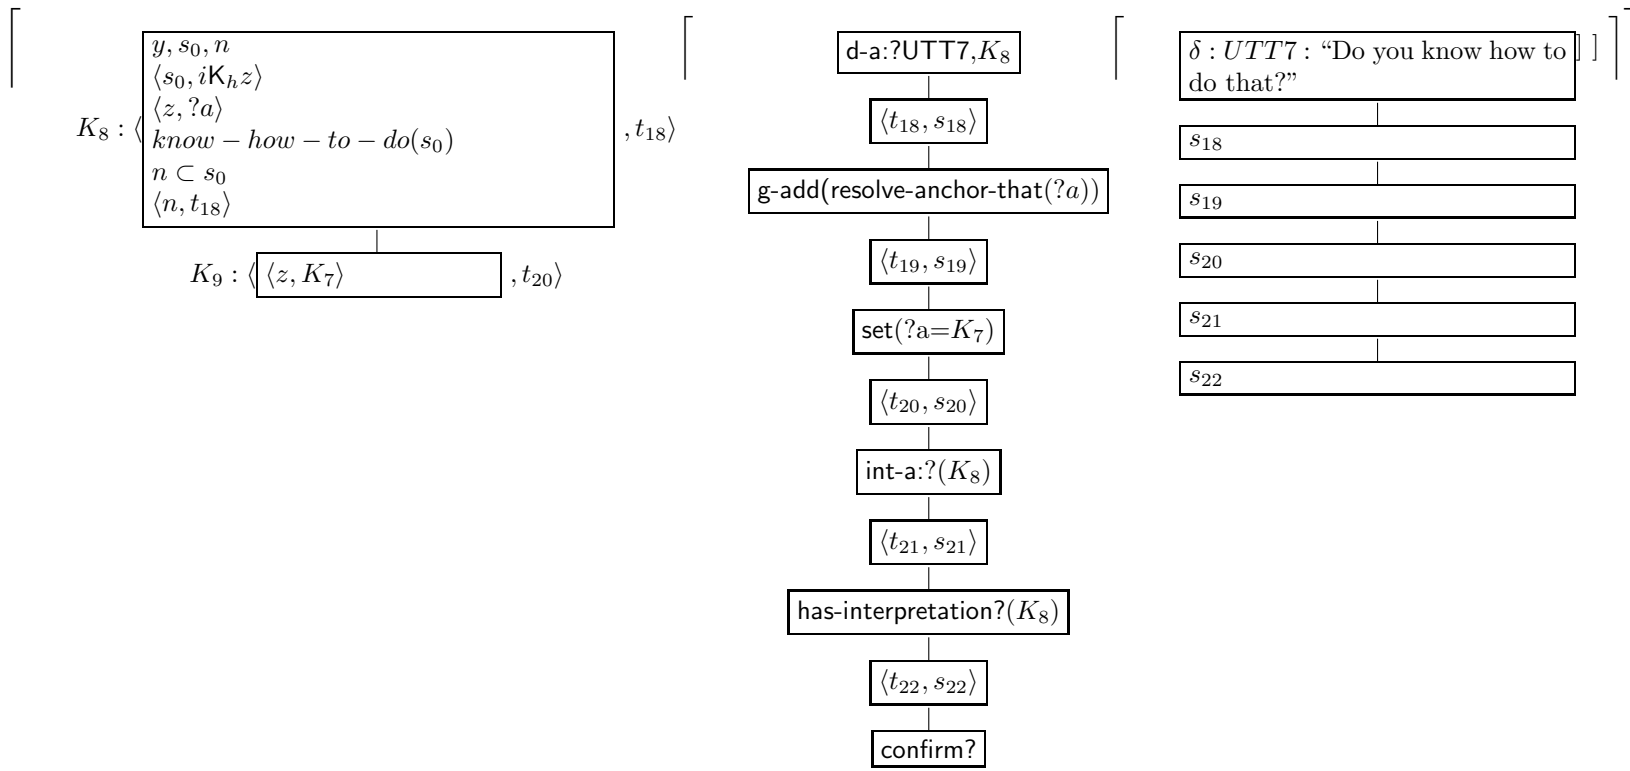 y, s₀, n
⟨s₀, iK_h z⟩
⟨z, ?a⟩
K₈ : ⟨ know − how − to − do(s₀) , t₁₈⟩
n ⊂ s₀
⟨n, t₁₈⟩
K₉ : ⟨ ⟨z, K₇⟩ , t₂₀⟩
d-a:?UTT7,K₈
⟨t₁₈, s₁₈⟩
g-add(resolve-anchor-that(?a))
⟨t₁₉, s₁₉⟩
set(?a=K₇)
⟨t₂₀, s₂₀⟩
int-a:?(K₈)
⟨t₂₁, s₂₁⟩
has-interpretation?(K₈)
⟨t₂₂, s₂₂⟩
confirm?
δ : UTT7 : “Do you know how to ] ]
do that?”
s₁₈
s₁₉
s₂₀
s₂₁
s₂₂